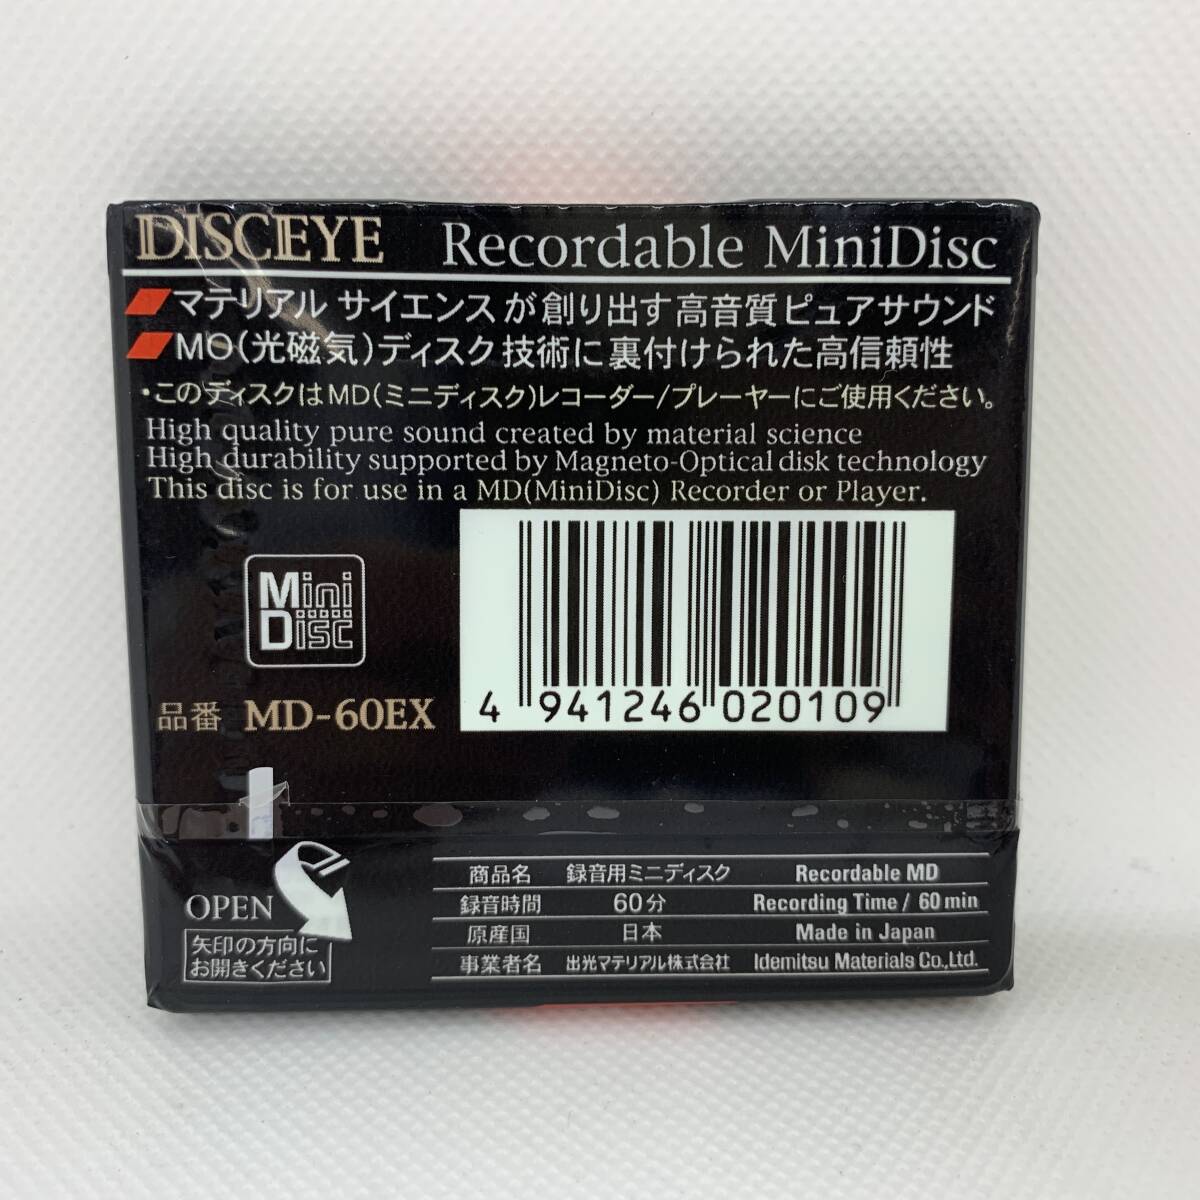 DISCEYE Recordable MiniDisc
マテリアル サイエンスが創り出す高音質ピュアサウンド
MO(光磁気)ディスク技術に裏付けられた高信頼性
・このディスクはMD(ミニディスク)レコーダー/プレーヤーにご使用ください。
High quality pure sound created by material science
High durability supported by Magneto-Optical disk technology
This disc is for use in a MD(MiniDisc) Recorder or Player.
Mini
Disc
品番 MD-60EX
4 941246 020109
OPEN
矢印の方向に
お開きください
商品名 録音用ミニディスク Recordable MD
録音時間 60分 Recording Time / 60 min
原産国 日本 Made in Japan
事業者名 出光マテリアル株式会社 Idemitsu Materials Co.,Ltd.